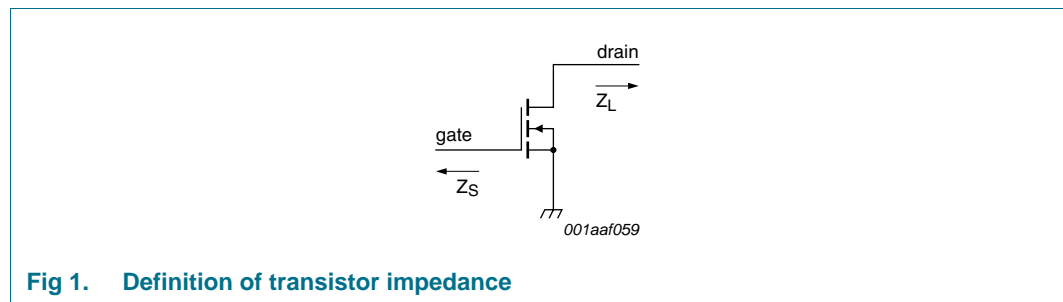 drain
Z_L
gate
Z_S
001aaf059
Fig 1. Definition of transistor impedance